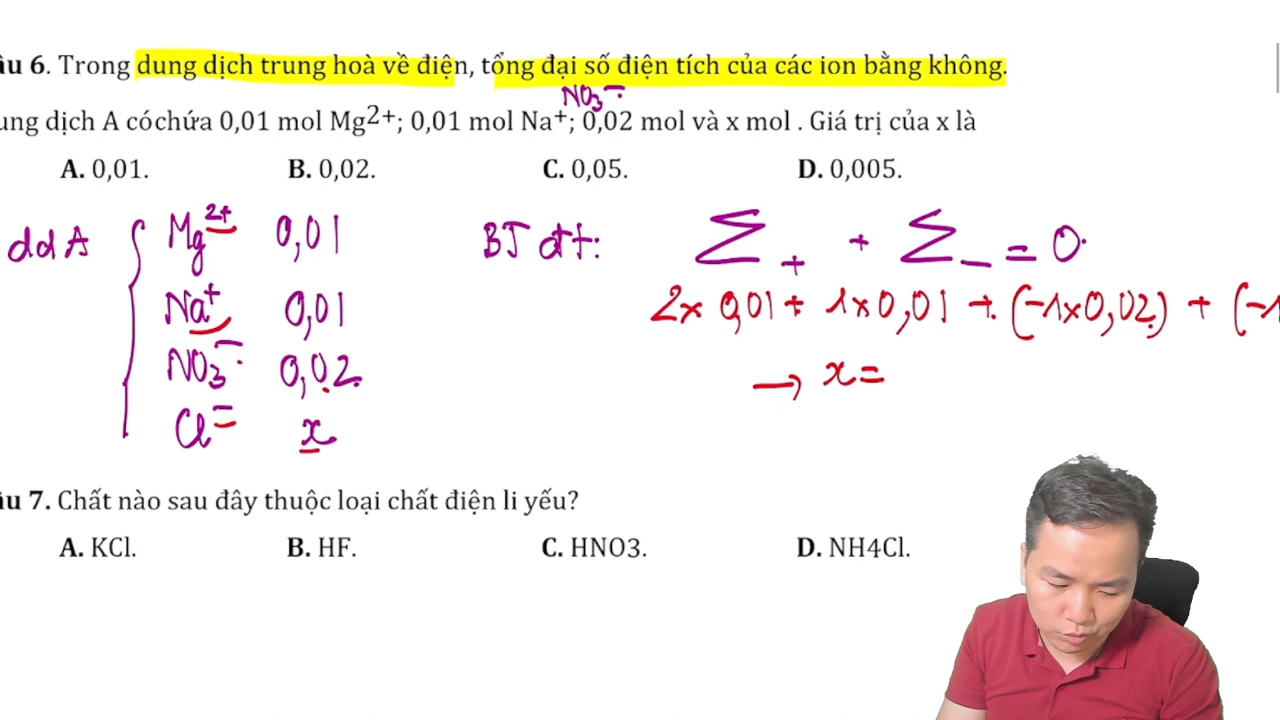 âu 6. Trong dung dịch trung hoà về điện, tổng đại số điện tích của các ion bằng không.
NO3-
ung dịch A cóchứa 0,01 mol Mg2+; 0,01 mol Na+; 0,02 mol và x mol . Giá trị của x là
A. 0,01. B. 0,02. C. 0,05. D. 0,005.
dd A
Mg2+ 0,01
Na+ 0,01
NO3- 0,02
Cl- x
BT đt: Σ+ + Σ- = 0
2x 0,01 + 1x0,01 + (-1x0,02) + (-1
→ x =
âu 7. Chất nào sau đây thuộc loại chất điện li yếu?
A. KCl. B. HF. C. HNO3. D. NH4Cl.